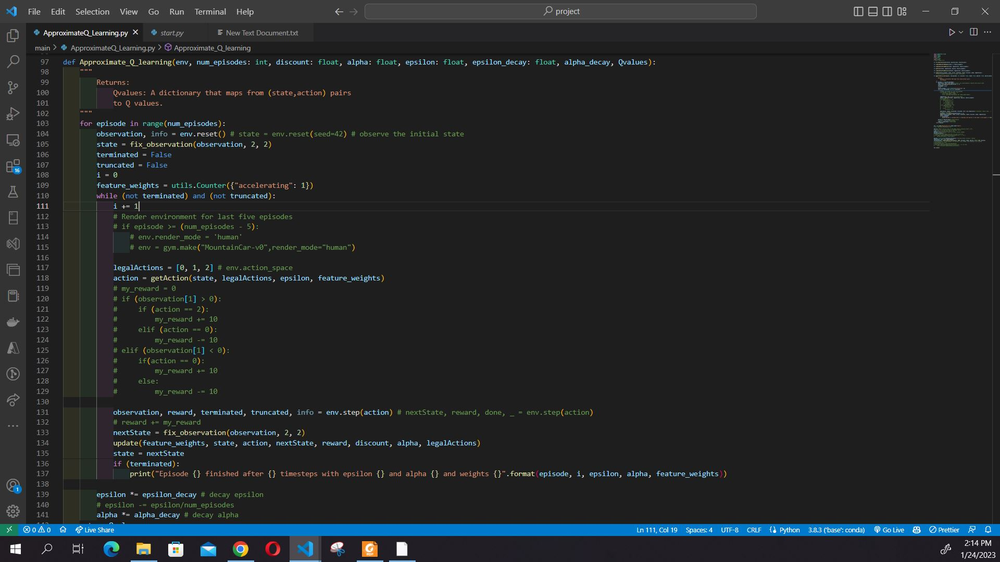 File Edit Selection View Go Run Terminal Help
project
ApproximateQ_Learning.py
start.py
New Text Document.txt
main > ApproximateQ_Learning.py > Approximate_Q_learning
97 def Approximate_Q_learning(env, num_episodes: int, discount: float, alpha: float, epsilon: float, epsilon_decay: float, alpha_decay, Qvalues):
98 """
99 Returns:
100 Qvalues: A dictionary that maps from (state,action) pairs
101 to Q values.
102 """
103 for episode in range(num_episodes):
104 observation, info = env.reset() # state = env.reset(seed=42) # observe the initial state
105 state = fix_observation(observation, 2, 2)
106 terminated = False
107 truncated = False
108 i = 0
109 feature_weights = utils.Counter({"accelerating": 1})
110 while (not terminated) and (not truncated):
111 i += 1
112 # Render environment for last five episodes
113 # if episode >= (num_episodes - 5):
114 # env.render_mode = 'human'
115 # env = gym.make("MountainCar-v0",render_mode="human")
116
117 legalActions = [0, 1, 2] # env.action_space
118 action = getAction(state, legalActions, epsilon, feature_weights)
119 # my_reward = 0
120 # if (observation[1] > 0):
121 # if (action == 2):
122 # my_reward += 10
123 # elif (action == 0):
124 # my_reward -= 10
125 # elif (observation[1] < 0):
126 # if(action == 0):
127 # my_reward += 10
128 # else:
129 # my_reward -= 10
130
131 observation, reward, terminated, truncated, info = env.step(action) # nextState, reward, done, _ = env.step(action)
132 # reward += my_reward
133 nextState = fix_observation(observation, 2, 2)
134 update(feature_weights, state, action, nextState, reward, discount, alpha, legalActions)
135 state = nextState
136 if (terminated):
137 print("Episode {} finished after {} timesteps with epsilon {} and alpha {} and weights {}".format(episode, i, epsilon, alpha, feature_weights))
138
139 epsilon *= epsilon_decay # decay epsilon
140 # epsilon -= epsilon/num_episodes
141 alpha *= alpha_decay # decay alpha
16
1
0 0 Live Share
Ln 111, Col 19 Spaces: 4 UTF-8 CRLF Python 3.8.3 ('base': conda) Go Live Prettier
PDF
2:14 PM
1/24/2023